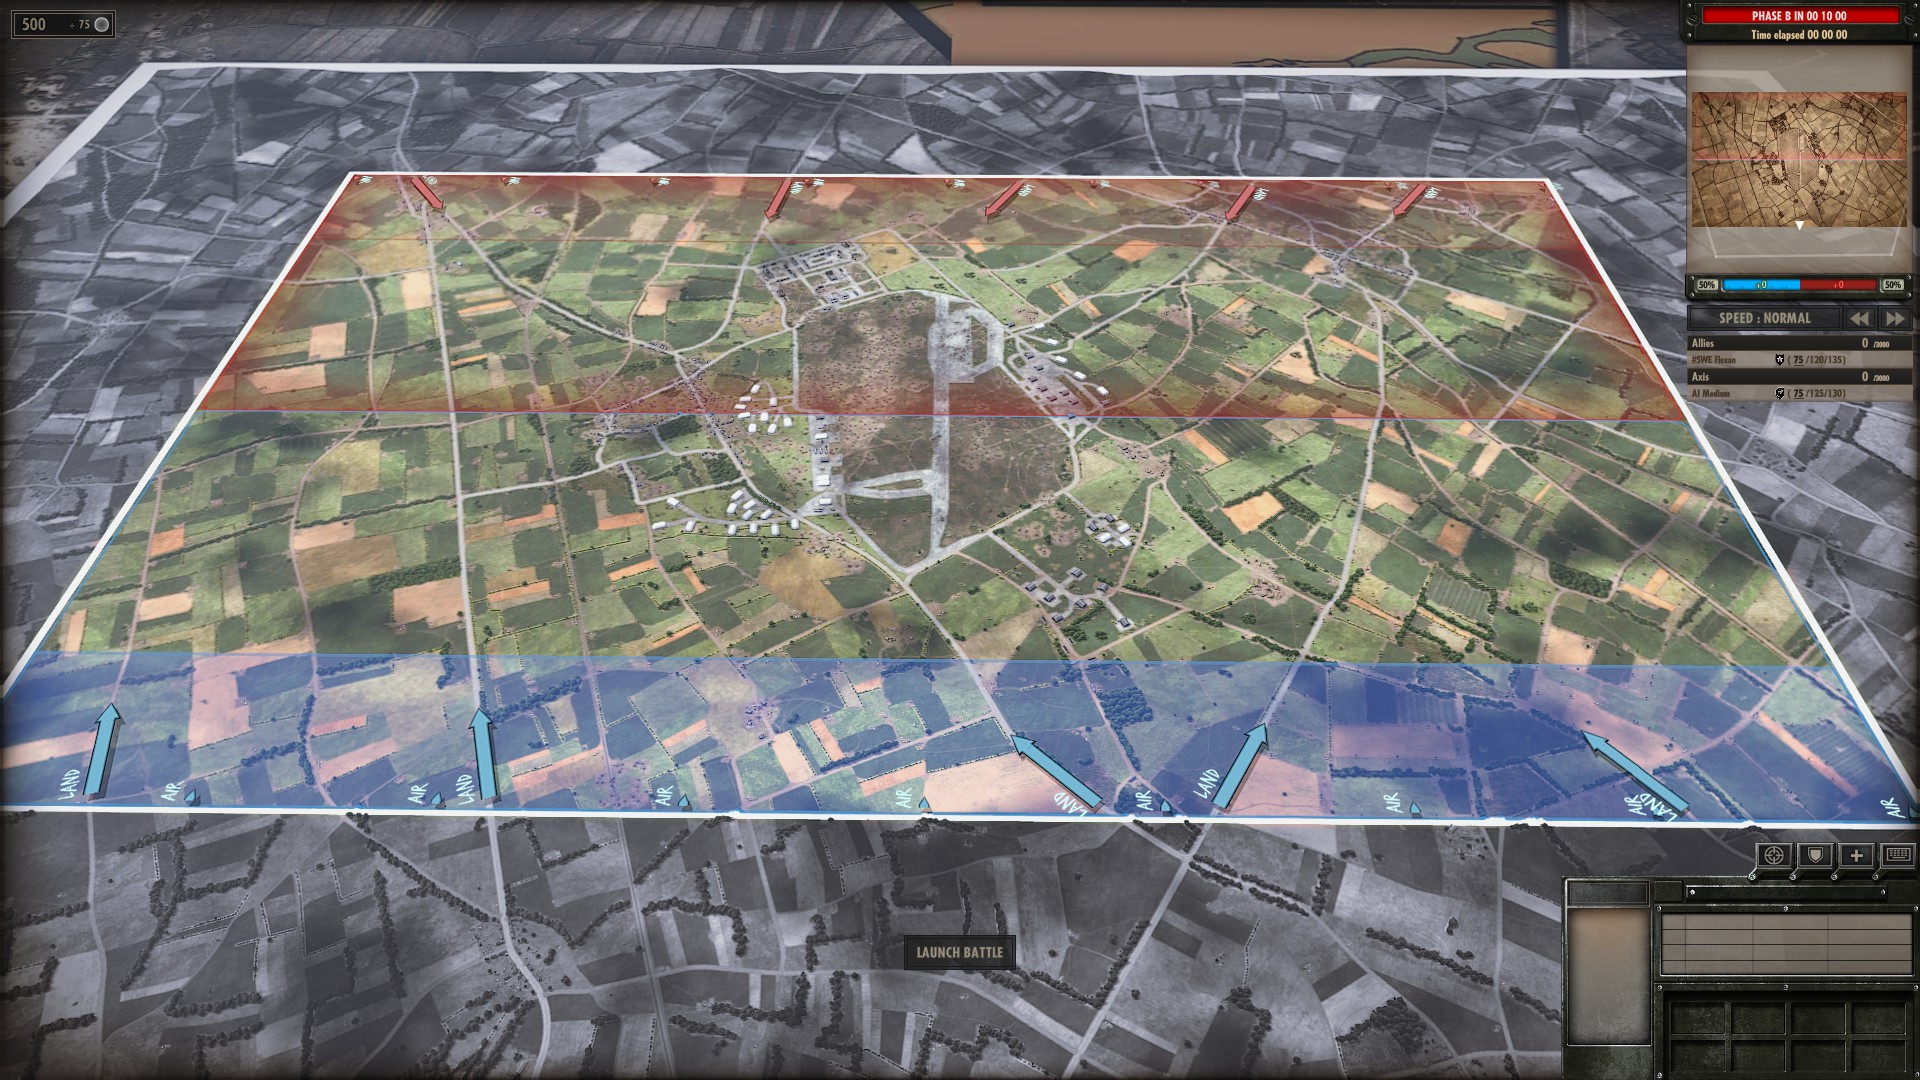 500 + 75
PHASE B IN 00 10 00
Time elapsed 00 00 00
50% +0 +0 50%
SPEED : NORMAL
Allies 0 /2000
#SWE Flexan ( 75 /120/135)
Axis 0 /2000
AI Medium ( 75 /125/130)
LAND
AIR
AIR
LAND
AIR
AIR
LAND
AIR
LAND
AIR
AIR
LAND
AIR
LAUNCH BATTLE